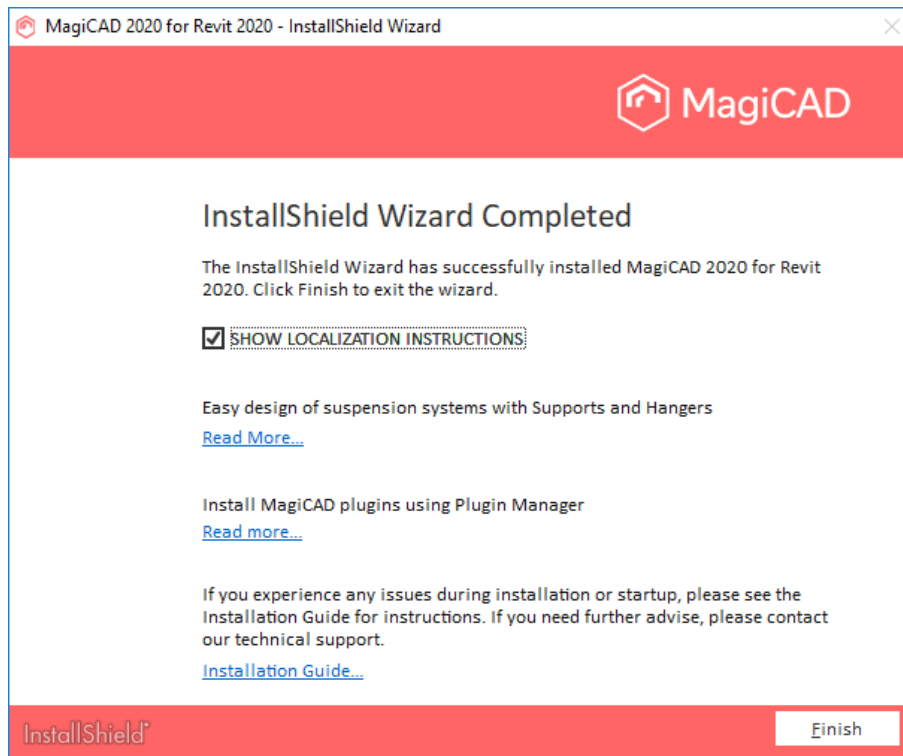 MagiCAD 2020 for Revit 2020 - InstallShield Wizard
MagiCAD
InstallShield Wizard Completed
The InstallShield Wizard has successfully installed MagiCAD 2020 for Revit
2020. Click Finish to exit the wizard.
SHOW LOCALIZATION INSTRUCTIONS
Easy design of suspension systems with Supports and Hangers
Read More...
Install MagiCAD plugins using Plugin Manager
Read more...
If you experience any issues during installation or startup, please see the
Installation Guide for instructions. If you need further advise, please contact
our technical support.
Installation Guide...
InstallShield
Finish